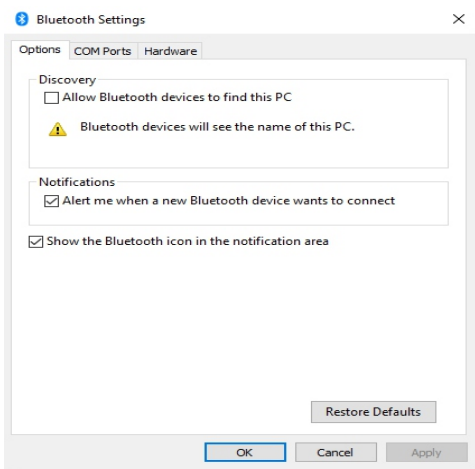 Bluetooth Settings
Options COM Ports Hardware
Discovery
Allow Bluetooth devices to find this PC
Bluetooth devices will see the name of this PC.
Notifications
Alert me when a new Bluetooth device wants to connect
Show the Bluetooth icon in the notification area
Restore Defaults
OK Cancel Apply